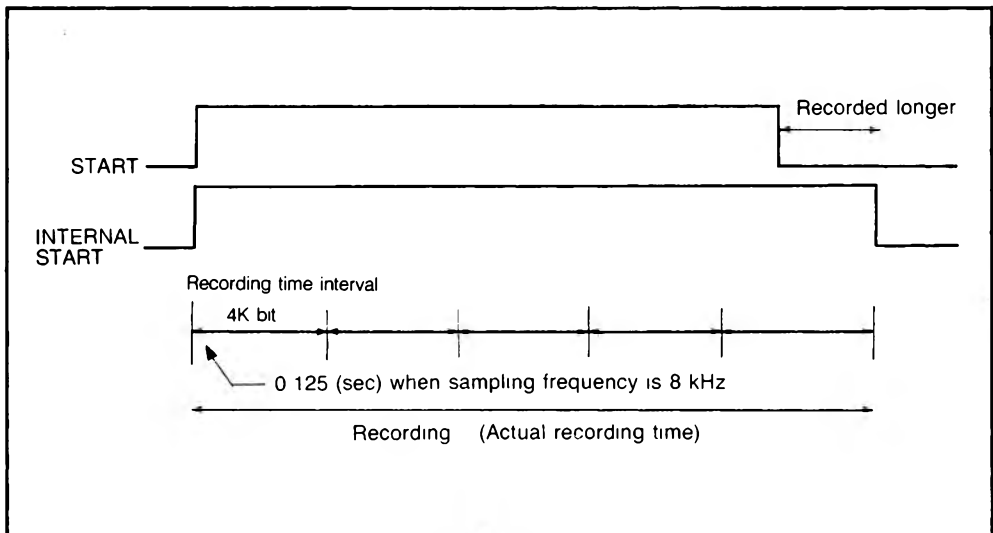 Recorded longer
START
INTERNAL
START
Recording time interval
4K bit
0 125 (sec) when sampling frequency is 8 kHz
Recording (Actual recording time)